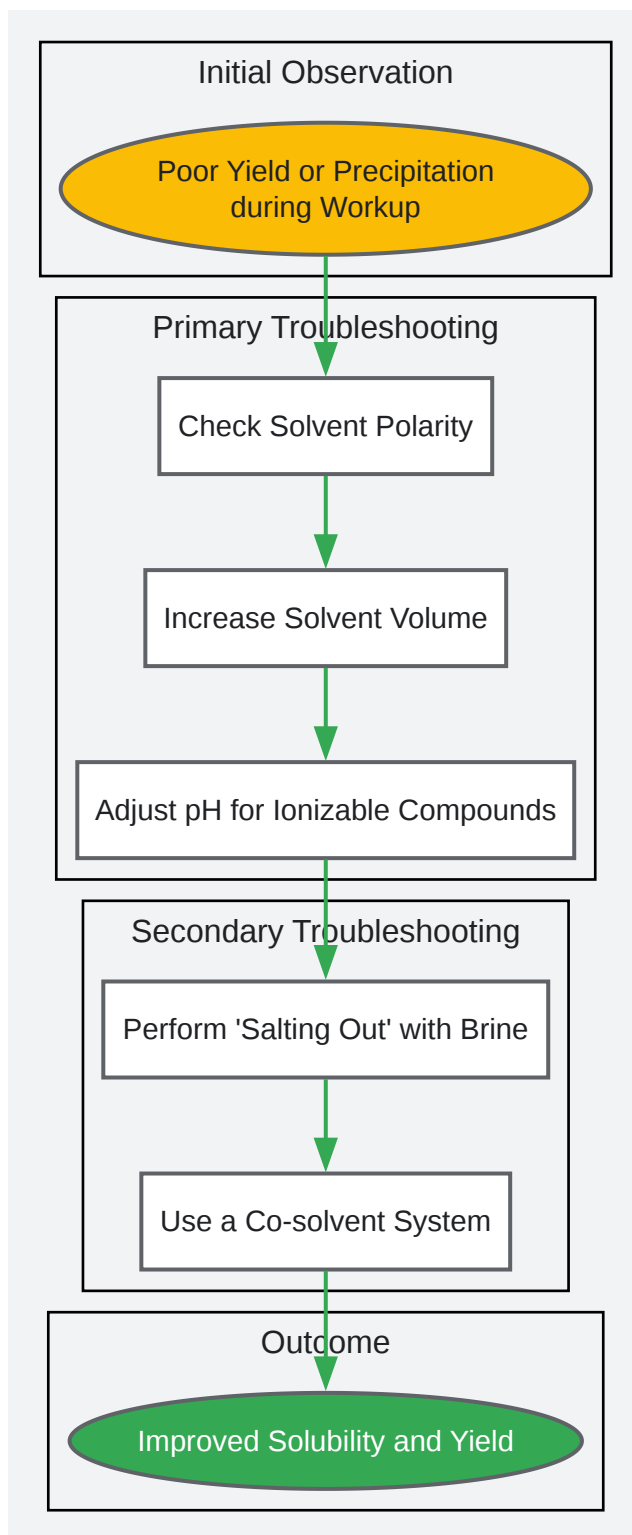 Initial Observation
Poor Yield or Precipitation
during Workup
Primary Troubleshooting
Check Solvent Polarity
Increase Solvent Volume
Adjust pH for Ionizable Compounds
Secondary Troubleshooting
Perform 'Salting Out' with Brine
Use a Co-solvent System
Outcome
Improved Solubility and Yield